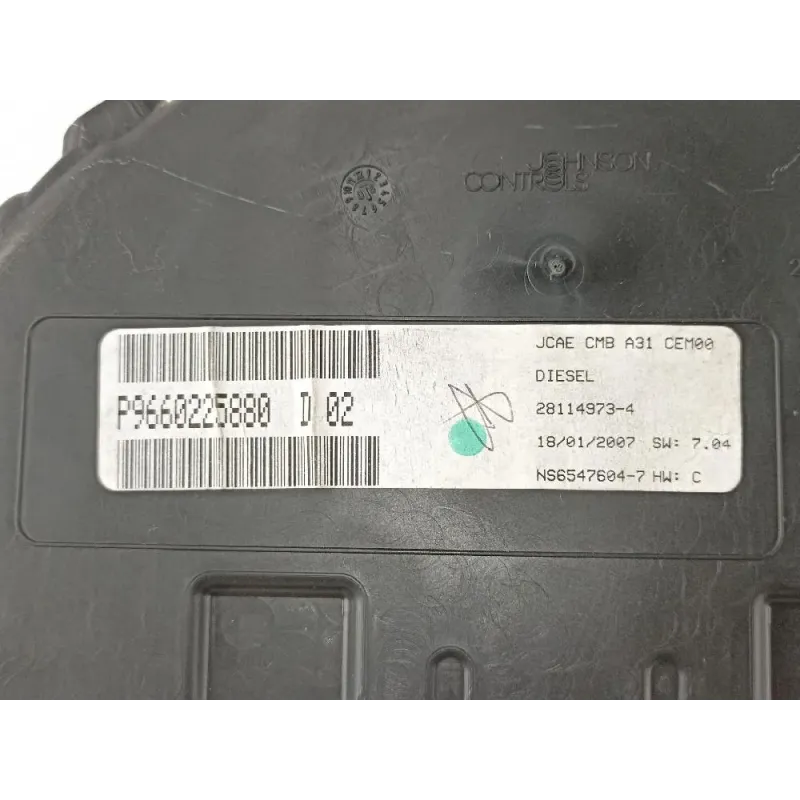 JOHNSON
CONTROLS
JCAE CMB A31 CEM00
DIESEL
P9660225880 D 02
28114973-4
18/01/2007 SW: 7.04
NS6547604-7 HW: C